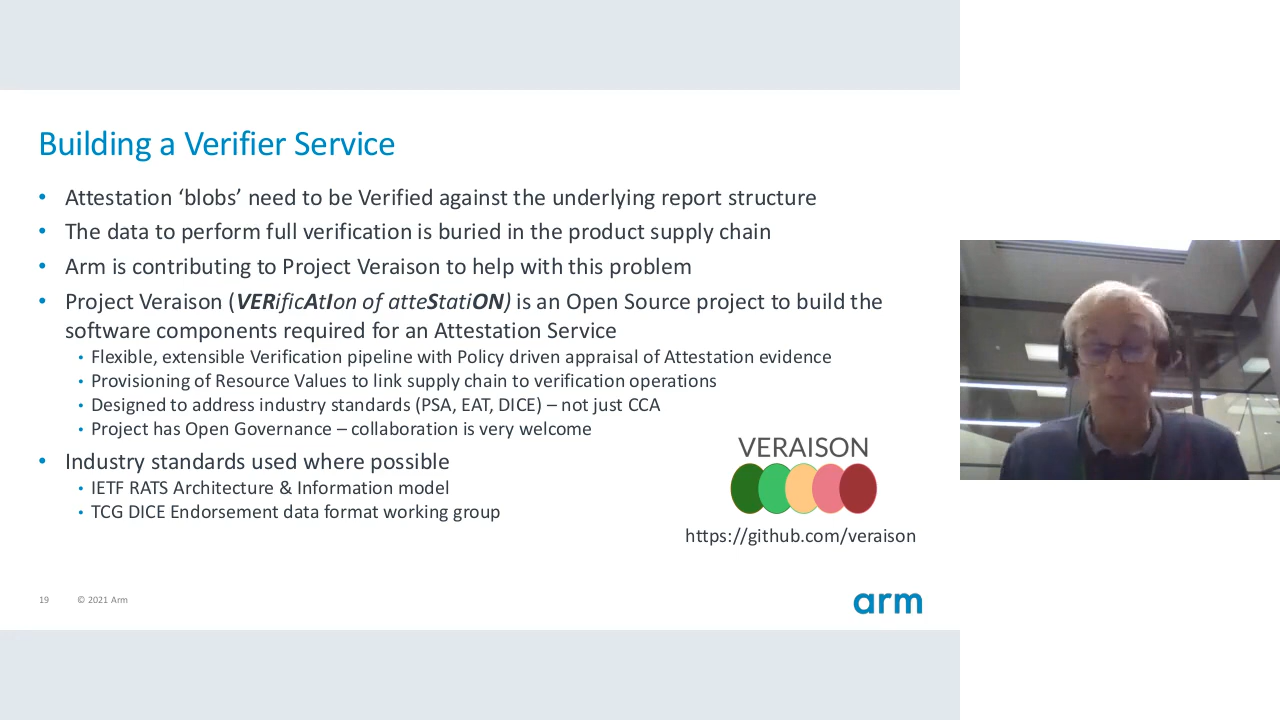 Building a Verifier Service
• Attestation ‘blobs’ need to be Verified against the underlying report structure
• The data to perform full verification is buried in the product supply chain
• Arm is contributing to Project Veraison to help with this problem
• Project Veraison (VERificAtIon of atteStatiON) is an Open Source project to build the
software components required for an Attestation Service
• Flexible, extensible Verification pipeline with Policy driven appraisal of Attestation evidence
• Provisioning of Resource Values to link supply chain to verification operations
• Designed to address industry standards (PSA, EAT, DICE) – not just CCA
• Project has Open Governance – collaboration is very welcome
• Industry standards used where possible
• IETF RATS Architecture & Information model
• TCG DICE Endorsement data format working group
VERAISON
https://github.com/veraison
19 © 2021 Arm
arm